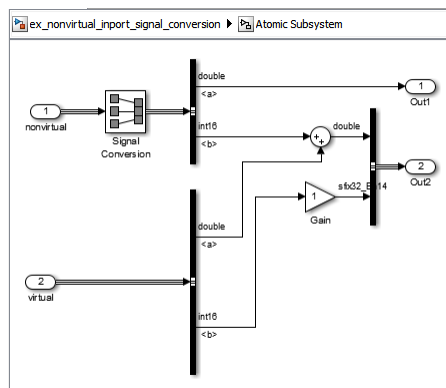 ex_nonvirtual_inport_signal_conversion Atomic Subsystem
double
<a>
1
Out1
1
nonvirtual
Signal
Conversion
int16
<b>
double
2
Out2
double
<a>
1
Gain
2
virtual
int16
<b>